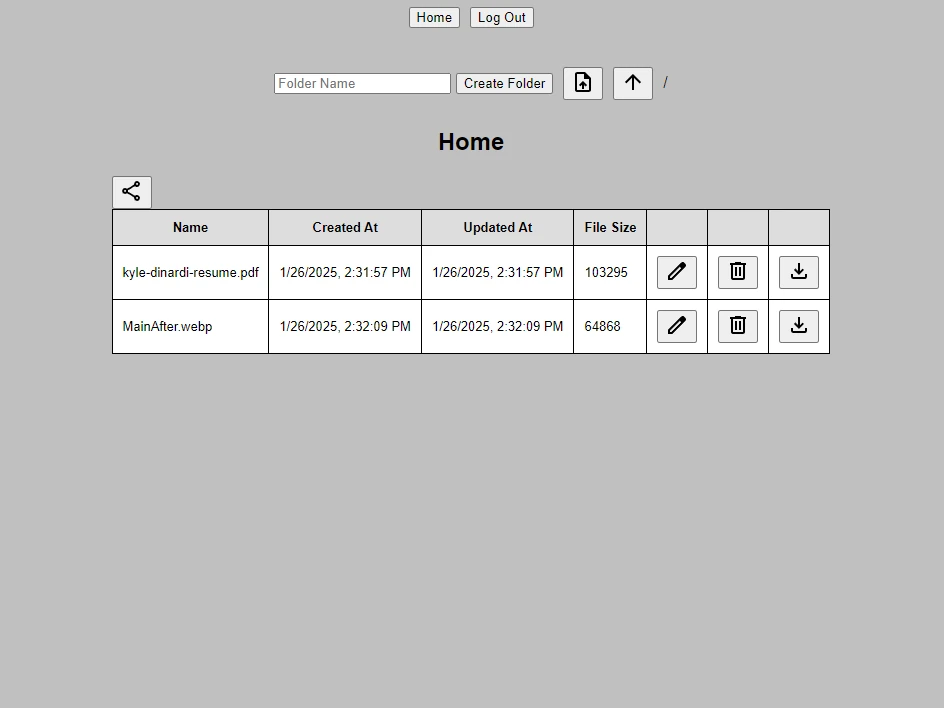 Home Log Out
Folder Name Create Folder /
Home
Name Created At Updated At File Size
kyle-dinardi-resume.pdf 1/26/2025, 2:31:57 PM 1/26/2025, 2:31:57 PM 103295
MainAfter.webp 1/26/2025, 2:32:09 PM 1/26/2025, 2:32:09 PM 64868